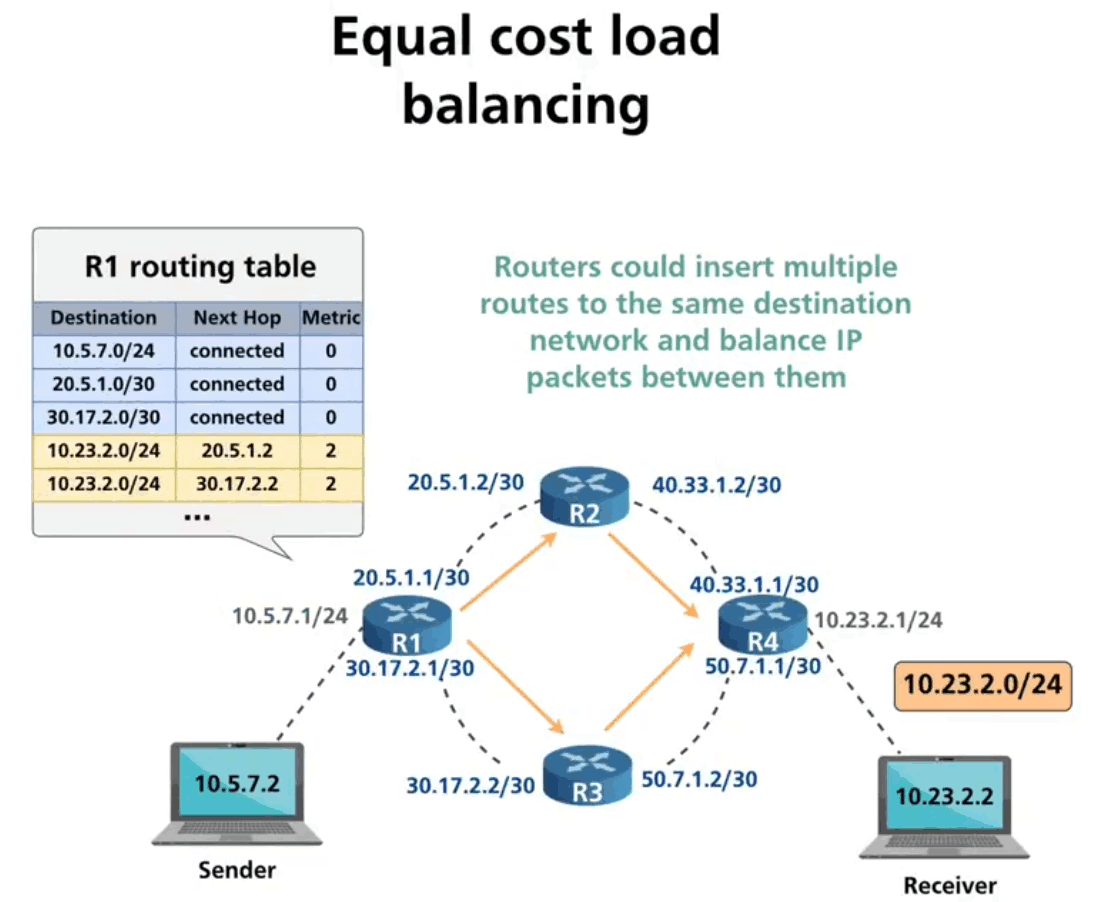 Equal cost load
balancing
R1 routing table
Destination Next Hop Metric
10.5.7.0/24 connected 0
20.5.1.0/30 connected 0
30.17.2.0/30 connected 0
10.23.2.0/24 20.5.1.2 2
10.23.2.0/24 30.17.2.2 2
...
Routers could insert multiple
routes to the same destination
network and balance IP
packets between them
20.5.1.2/30
40.33.1.2/30
R2
20.5.1.1/30
40.33.1.1/30
10.5.7.1/24
10.23.2.1/24
R1
R4
30.17.2.1/30
50.7.1.1/30
10.23.2.0/24
30.17.2.2/30
50.7.1.2/30
R3
10.5.7.2
10.23.2.2
Sender
Receiver